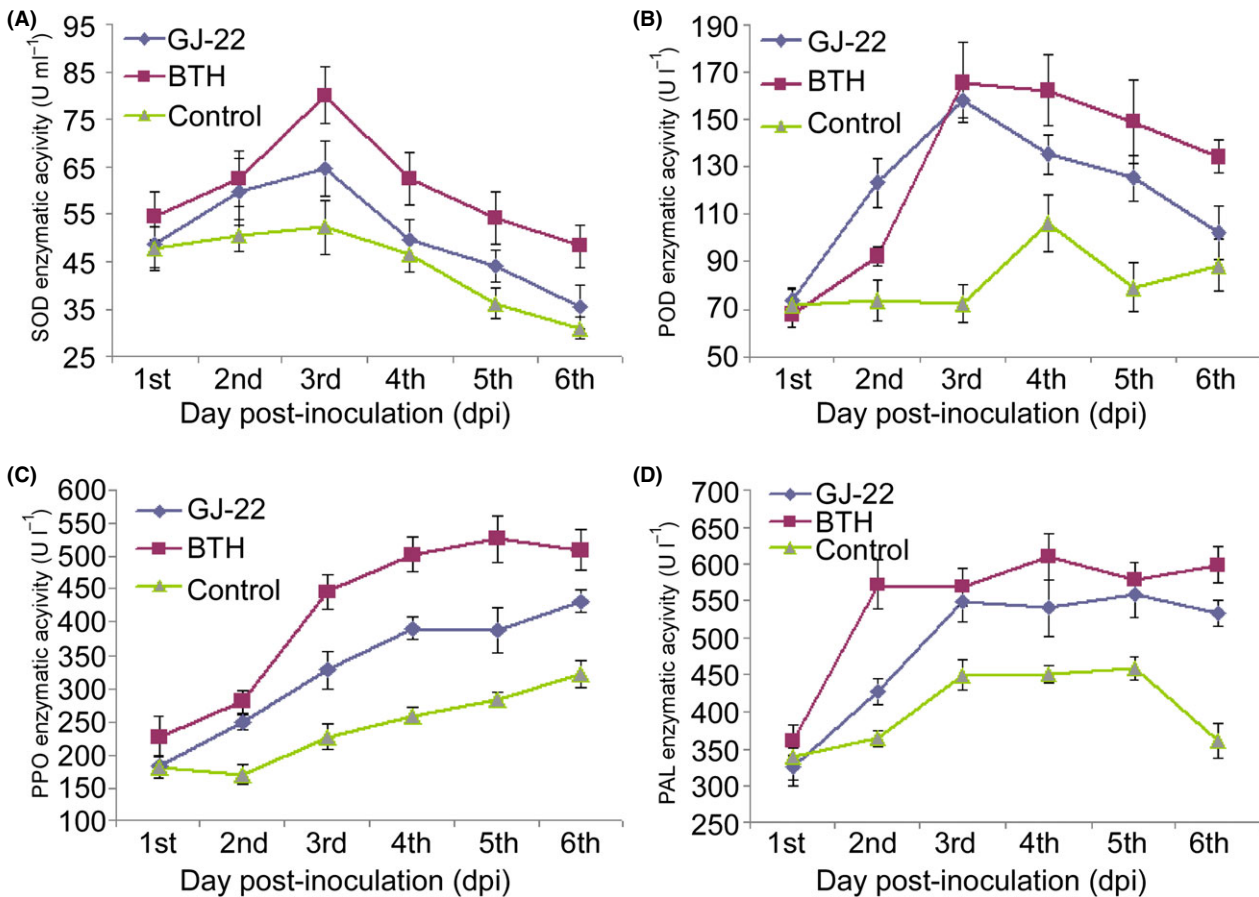 (A)
SOD enzymatic acyivity (U ml⁻¹)
95
85
75
65
55
45
35
25
GJ-22
BTH
Control
1st 2nd 3rd 4th 5th 6th
Day post-inoculation (dpi)
(B)
POD enzymatic acyivity (U l⁻¹)
190
170
150
130
110
90
70
50
GJ-22
BTH
Control
1st 2nd 3rd 4th 5th 6th
Day post-inoculation (dpi)
(C)
PPO enzymatic acyivity (U l⁻¹)
600
550
500
450
400
350
300
250
200
150
100
GJ-22
BTH
Control
1st 2nd 3rd 4th 5th 6th
Day post-inoculation (dpi)
(D)
PAL enzymatic acyivity (U l⁻¹)
700
650
600
550
500
450
400
350
300
250
GJ-22
BTH
Control
1st 2nd 3rd 4th 5th 6th
Day post-inoculation (dpi)